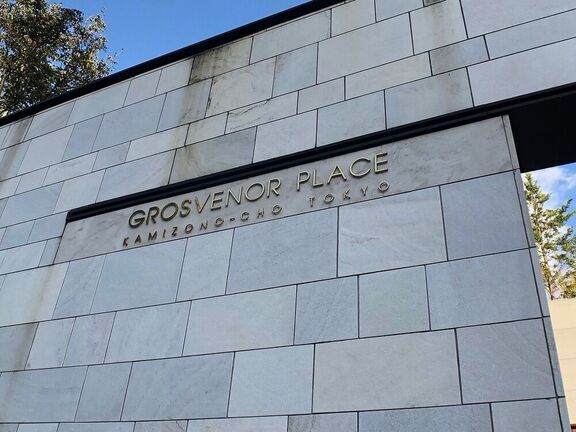 GROSVENOR PLACE
KAMIZONO-CHO TOKYO